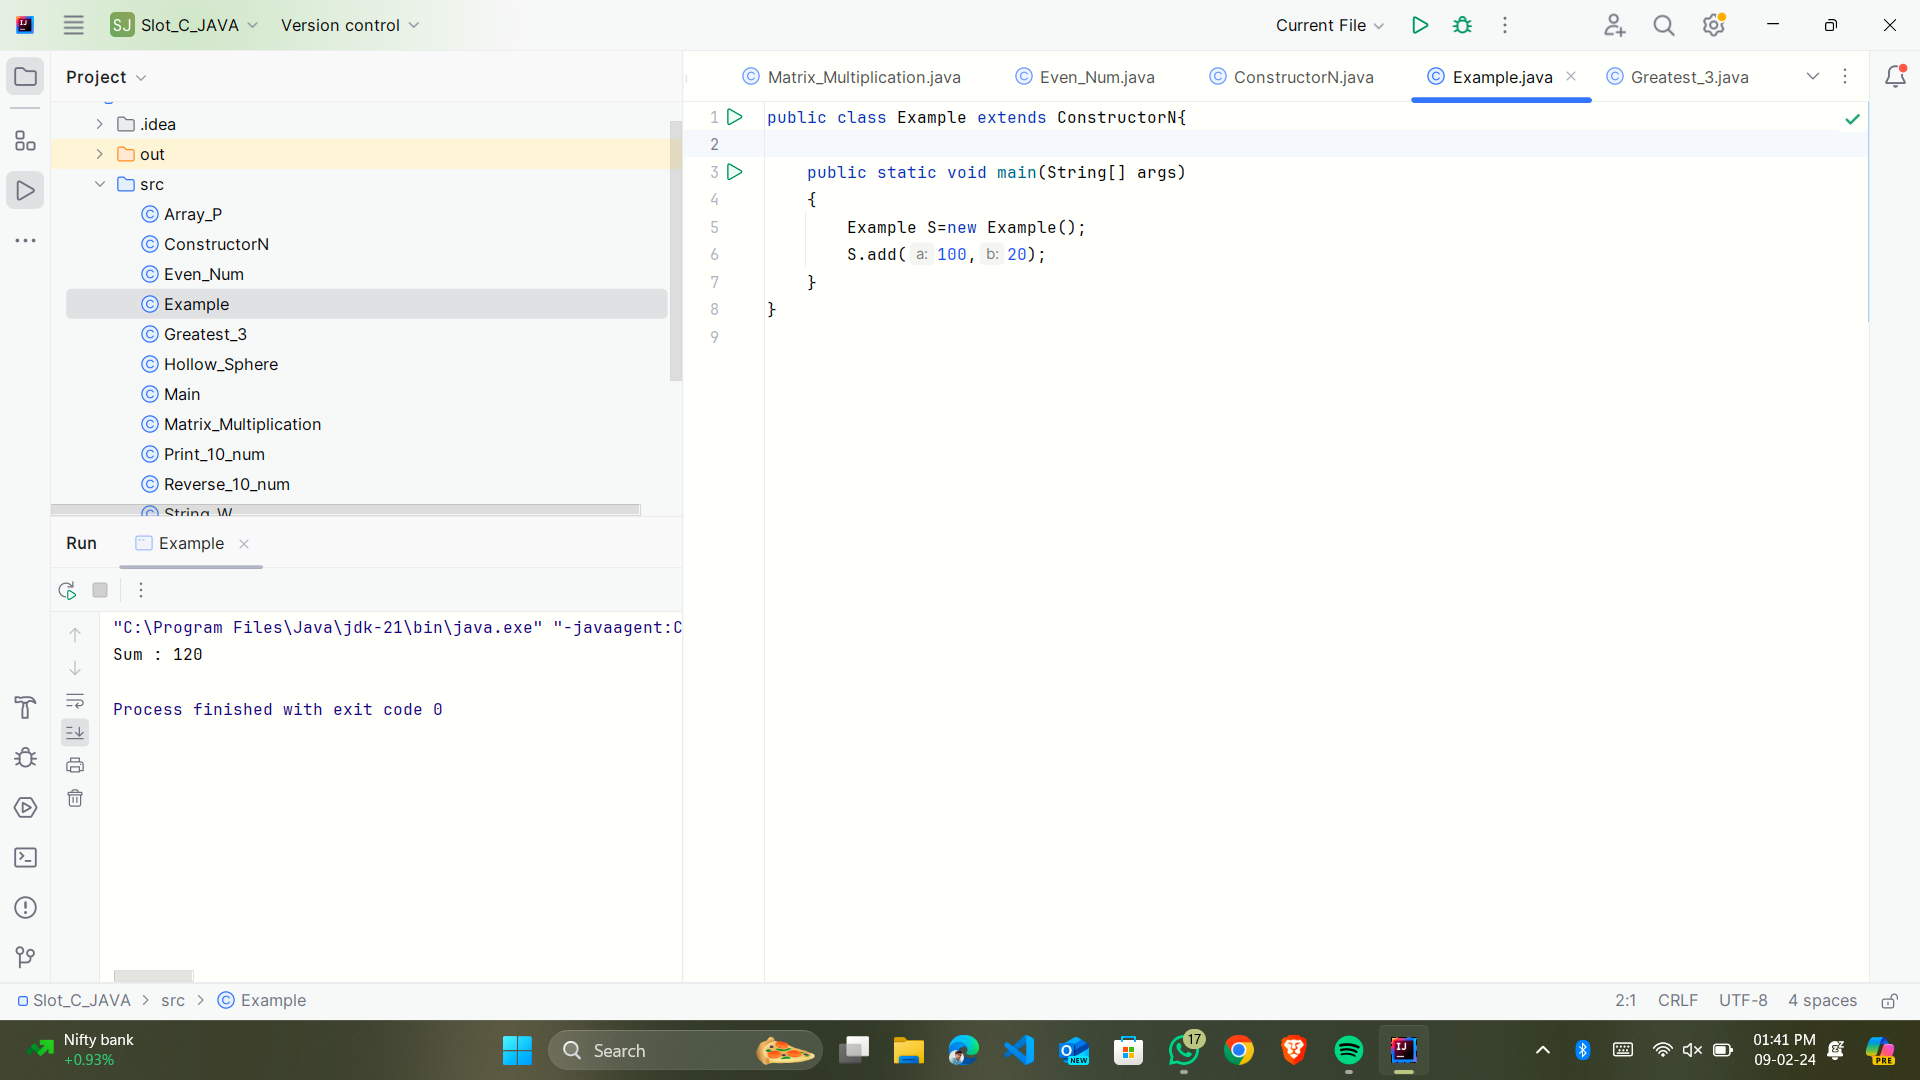 SJ Slot_C_JAVA Version control Current File
Project
.idea
out
src
Array_P
ConstructorN
Even_Num
Example
Greatest_3
Hollow_Sphere
Main
Matrix_Multiplication
Print_10_num
Reverse_10_num
String_W
Matrix_Multiplication.java Even_Num.java ConstructorN.java Example.java Greatest_3.java
1 public class Example extends ConstructorN{
2
3 public static void main(String[] args)
4 {
5 Example S=new Example();
6 S.add( a: 100, b: 20);
7 }
8 }
9
Run Example
"C:\Program Files\Java\jdk-21\bin\java.exe" "-javaagent:C
Sum : 120
Process finished with exit code 0
Slot_C_JAVA > src > Example 2:1 CRLF UTF-8 4 spaces
Nifty bank
+0.93%
Search
NEW
17
01:41 PM
09-02-24
PRE